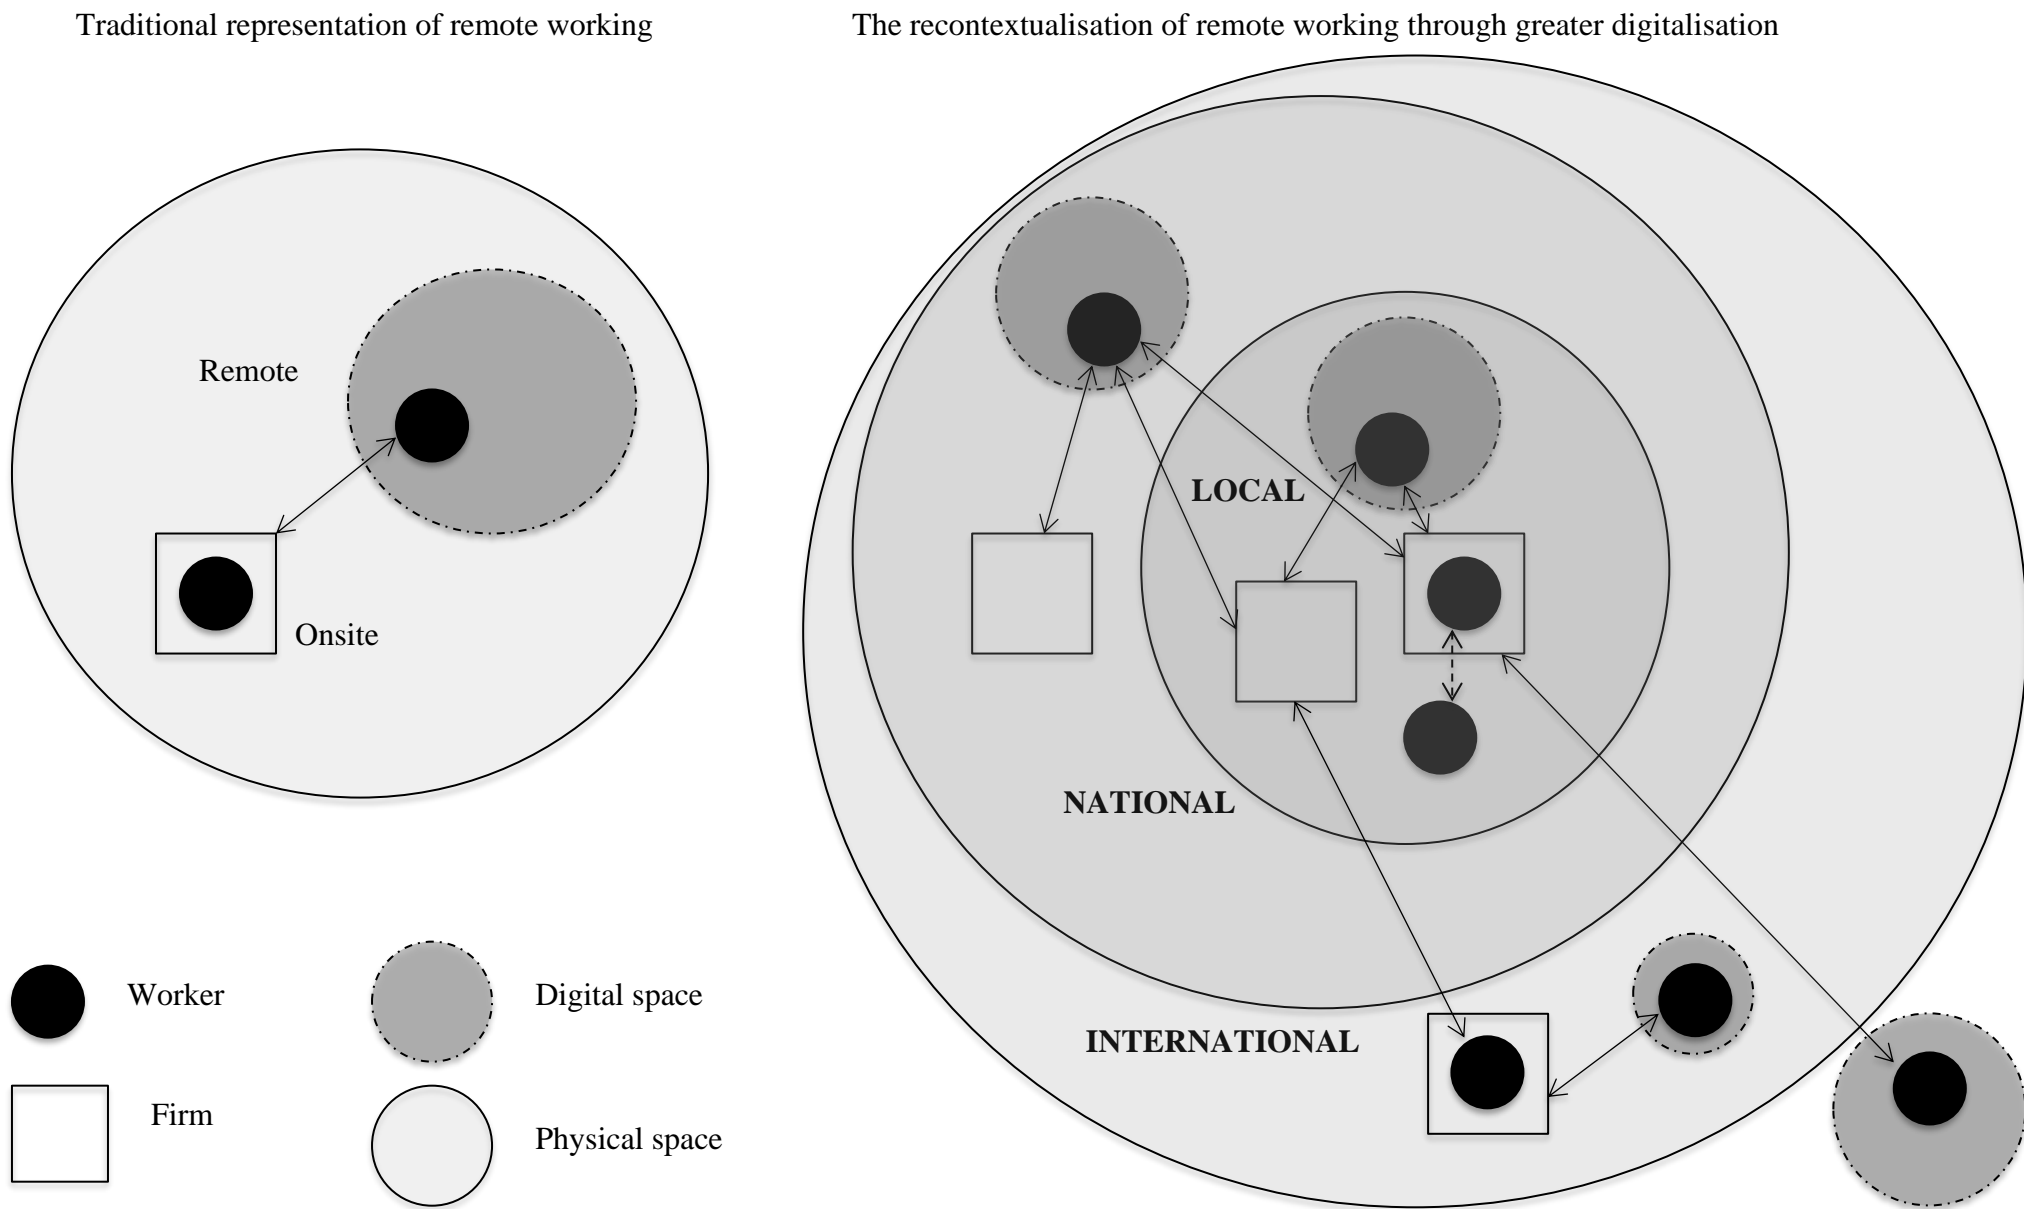 Traditional representation of remote working
The recontextualisation of remote working through greater digitalisation
Remote
Onsite
LOCAL
NATIONAL
INTERNATIONAL
Worker
Digital space
Firm
Physical space